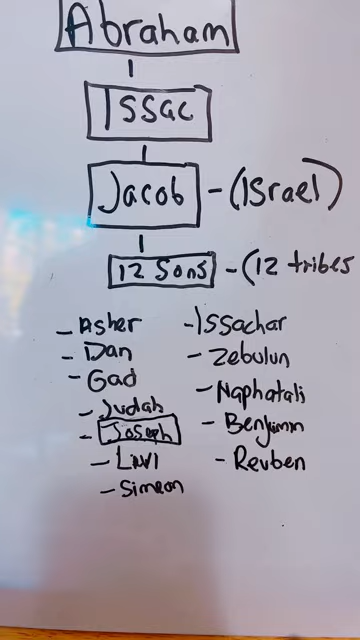 Abraham
Issac
Jacob - (Israel)
12 Sons - (12 tribes
- Asher
- Dan
- Gad
- Judah
- Joseph
- Levi
- Simeon
- Issachar
- Zebulun
- Naphatali
- Benjamin
- Reuben